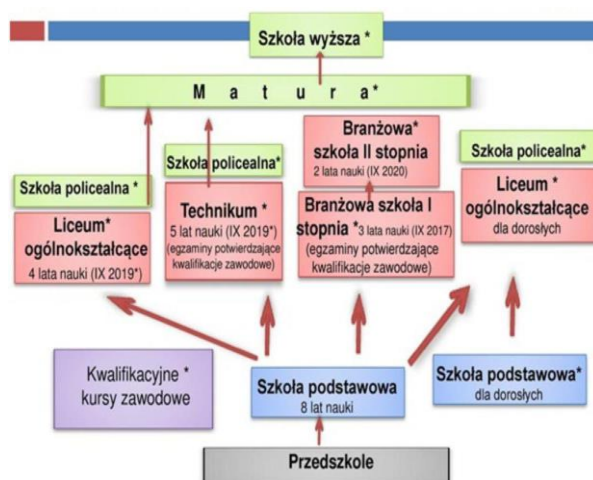 Szkoła wyższa *
M a t u r a*
Szkoła policealna *
Liceum*
ogólnokształcące
4 lata nauki (IX 2019*)
Szkoła policealna*
Technikum *
5 lat nauki (IX 2019*)
(egzaminy potwierdzające
kwalifikacje zawodowe)
Branżowa*
szkoła II stopnia
2 lata nauki (IX 2020)
Branżowa szkoła I
stopnia * 3 lata nauki (IX 2017)
(egzaminy potwierdzające
kwalifikacje zawodowe)
Szkoła policealna*
Liceum *
ogólnokształcące
dla dorosłych
Kwalifikacyjne *
kursy zawodowe
Szkoła podstawowa
8 lat nauki
Szkoła podstawowa*
dla dorosłych
Przedszkole